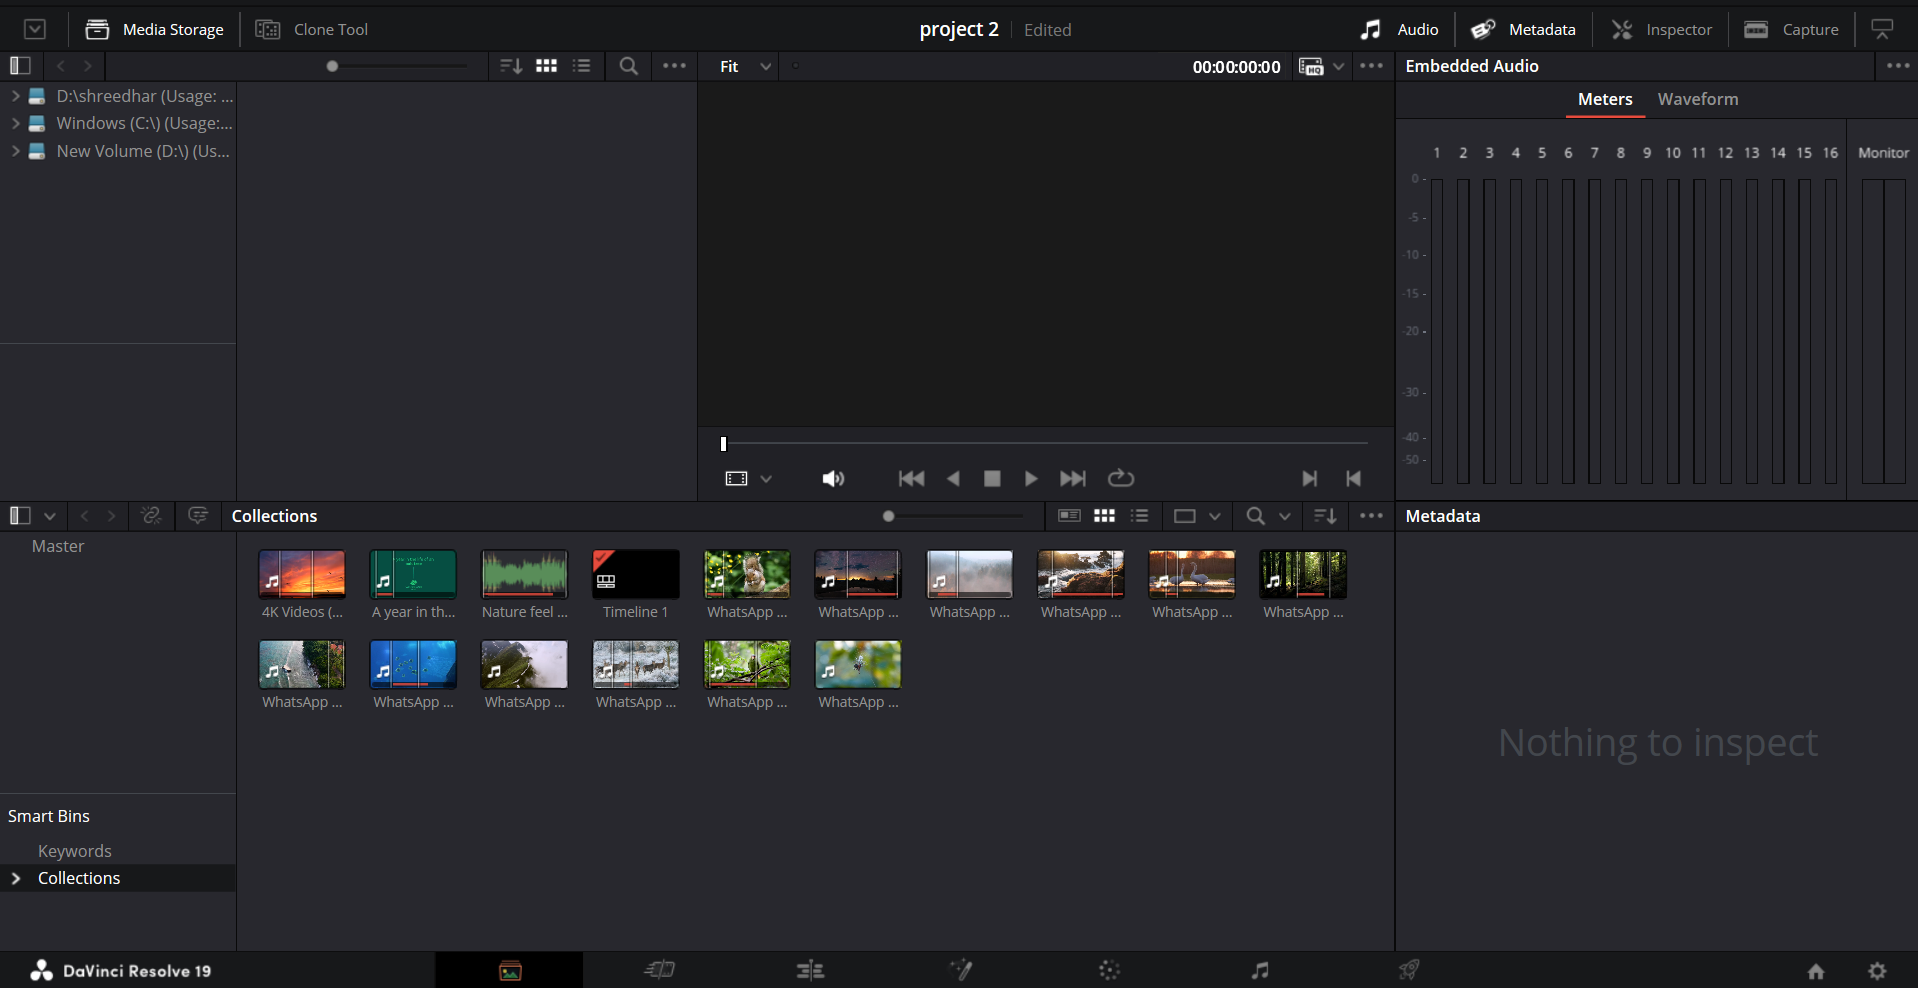 Media Storage
Clone Tool
project 2
Edited
Audio
Metadata
Inspector
Capture
Fit
00:00:00:00
HQ
Embedded Audio
D:\shreedhar (Usage: ...
Windows (C:\) (Usage:...
New Volume (D:\) (Us...
Meters
Waveform
1 2 3 4 5 6 7 8 9 10 11 12 13 14 15 16 Monitor
0
-5
-10
-15
-20
-30
-40
-50
Collections
Metadata
Master
4K Videos (...
A year in th...
Nature feel ...
Timeline 1
WhatsApp ...
WhatsApp ...
WhatsApp ...
WhatsApp ...
WhatsApp ...
WhatsApp ...
WhatsApp ...
WhatsApp ...
WhatsApp ...
WhatsApp ...
WhatsApp ...
WhatsApp ...
Nothing to inspect
Smart Bins
Keywords
Collections
DaVinci Resolve 19